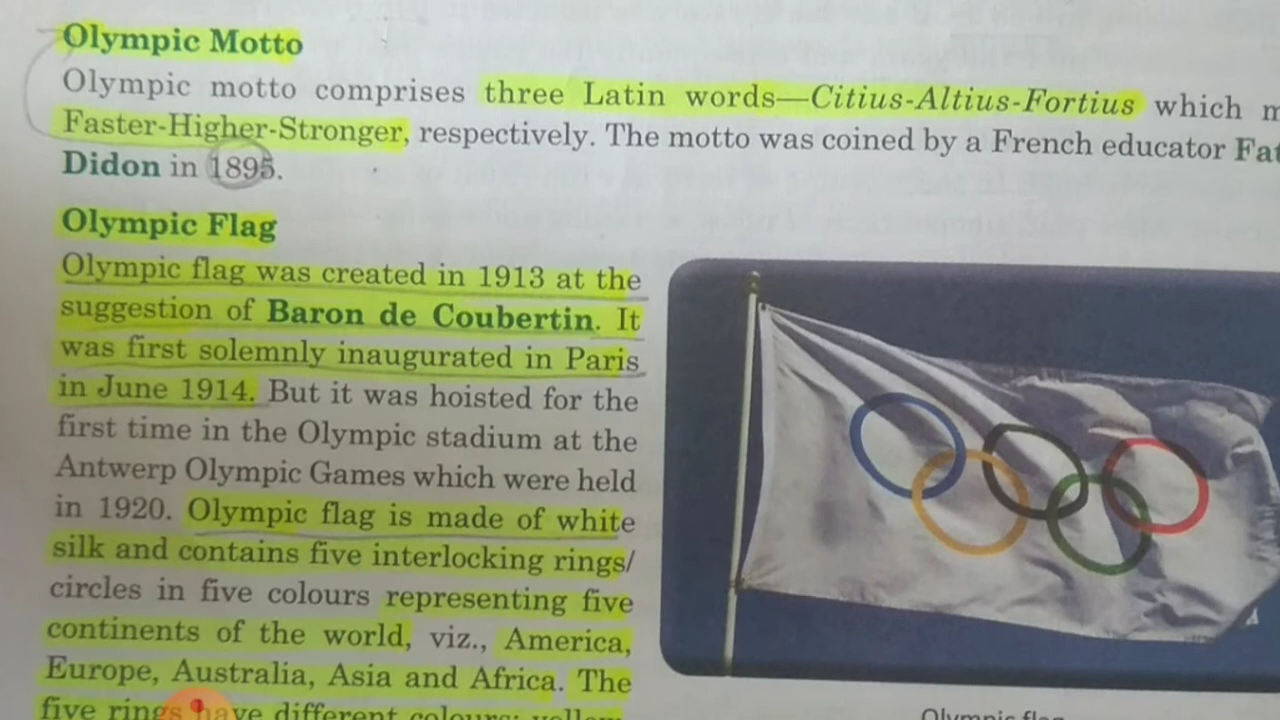 Olympic Motto
Olympic motto comprises three Latin words—Citius-Altius-Fortius which
Faster-Higher-Stronger, respectively. The motto was coined by a French educator
Didon in 1895.
Olympic Flag
Olympic flag was created in 1913 at the
suggestion of Baron de Coubertin. It
was first solemnly inaugurated in Paris
in June 1914. But it was hoisted for the
first time in the Olympic stadium at the
Antwerp Olympic Games which were held
in 1920. Olympic flag is made of white
silk and contains five interlocking rings/
circles in five colours representing five
continents of the world, viz., America,
Europe, Australia, Asia and Africa. The
five rings have different colours:
Olympic flag